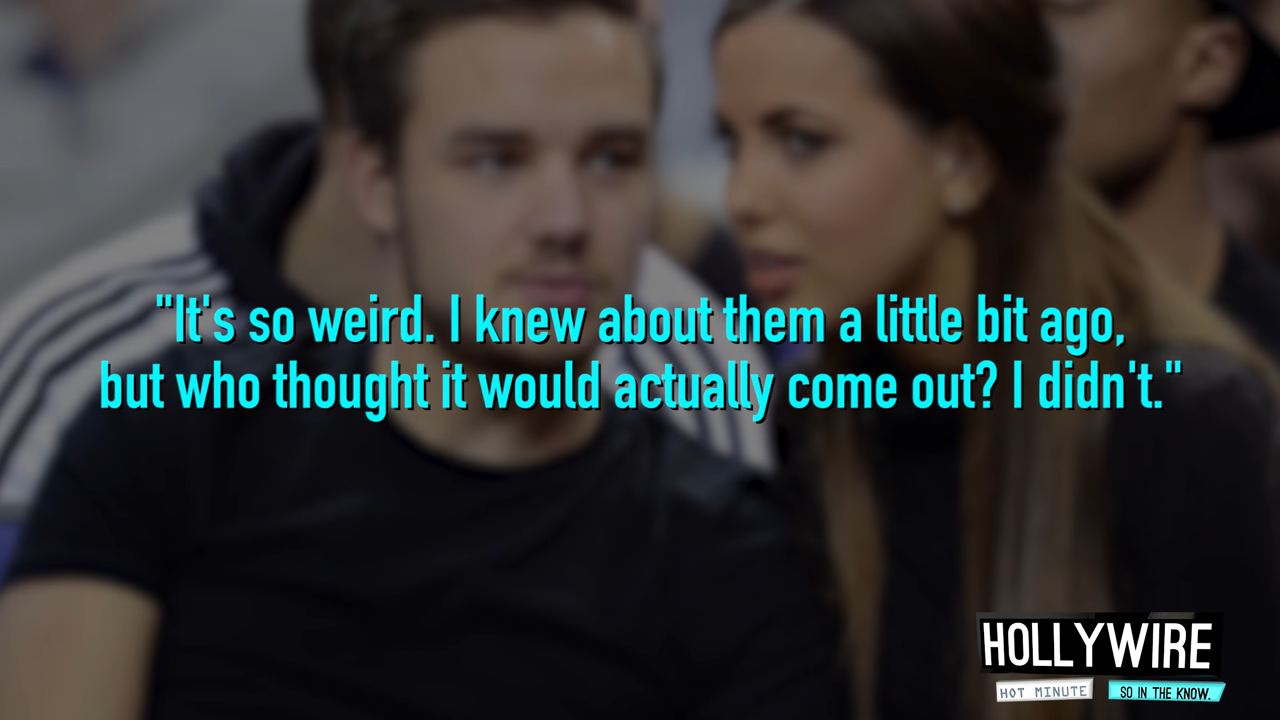 "It's so weird. I knew about them a little bit ago,
but who thought it would actually come out? I didn't."
HOLLYWIRE
HOT MINUTE
SO IN THE KNOW.